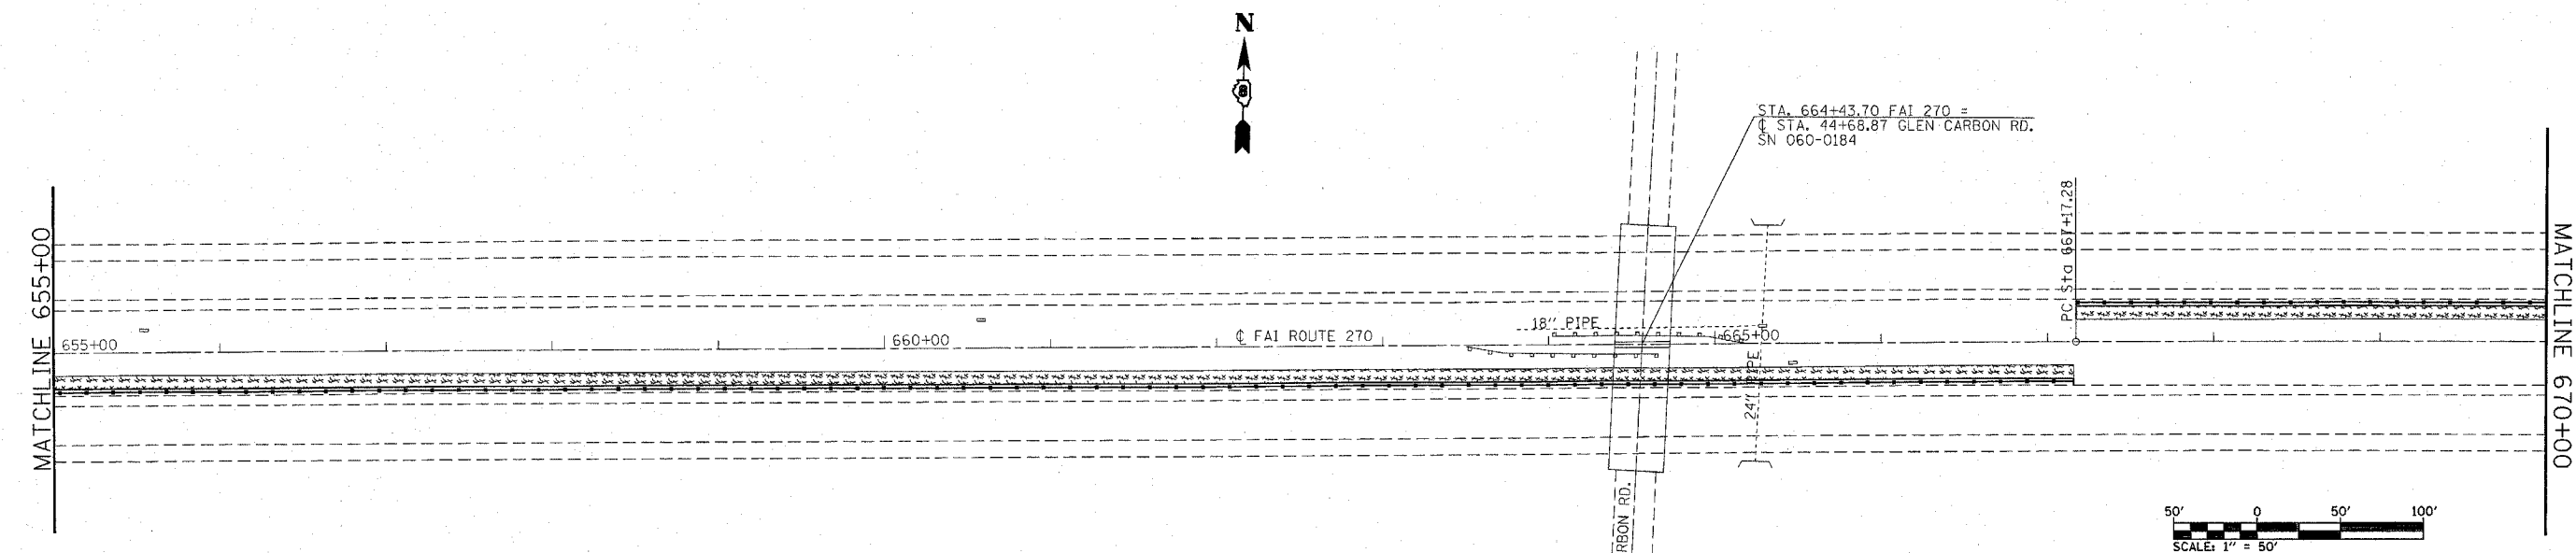 N
8
STA. 664+43.70 FAI 270 =
℄ STA. 44+68.87 GLEN CARBON RD.
SN 060-0184
MATCHLINE 655+00
PC Sta 667+17.28
MATCHLINE 670+00
18" PIPE
655+00
660+00
℄ FAI ROUTE 270
665+00
24" PIPE
RBON RD.
50' 0 50' 100'
SCALE: 1" = 50'